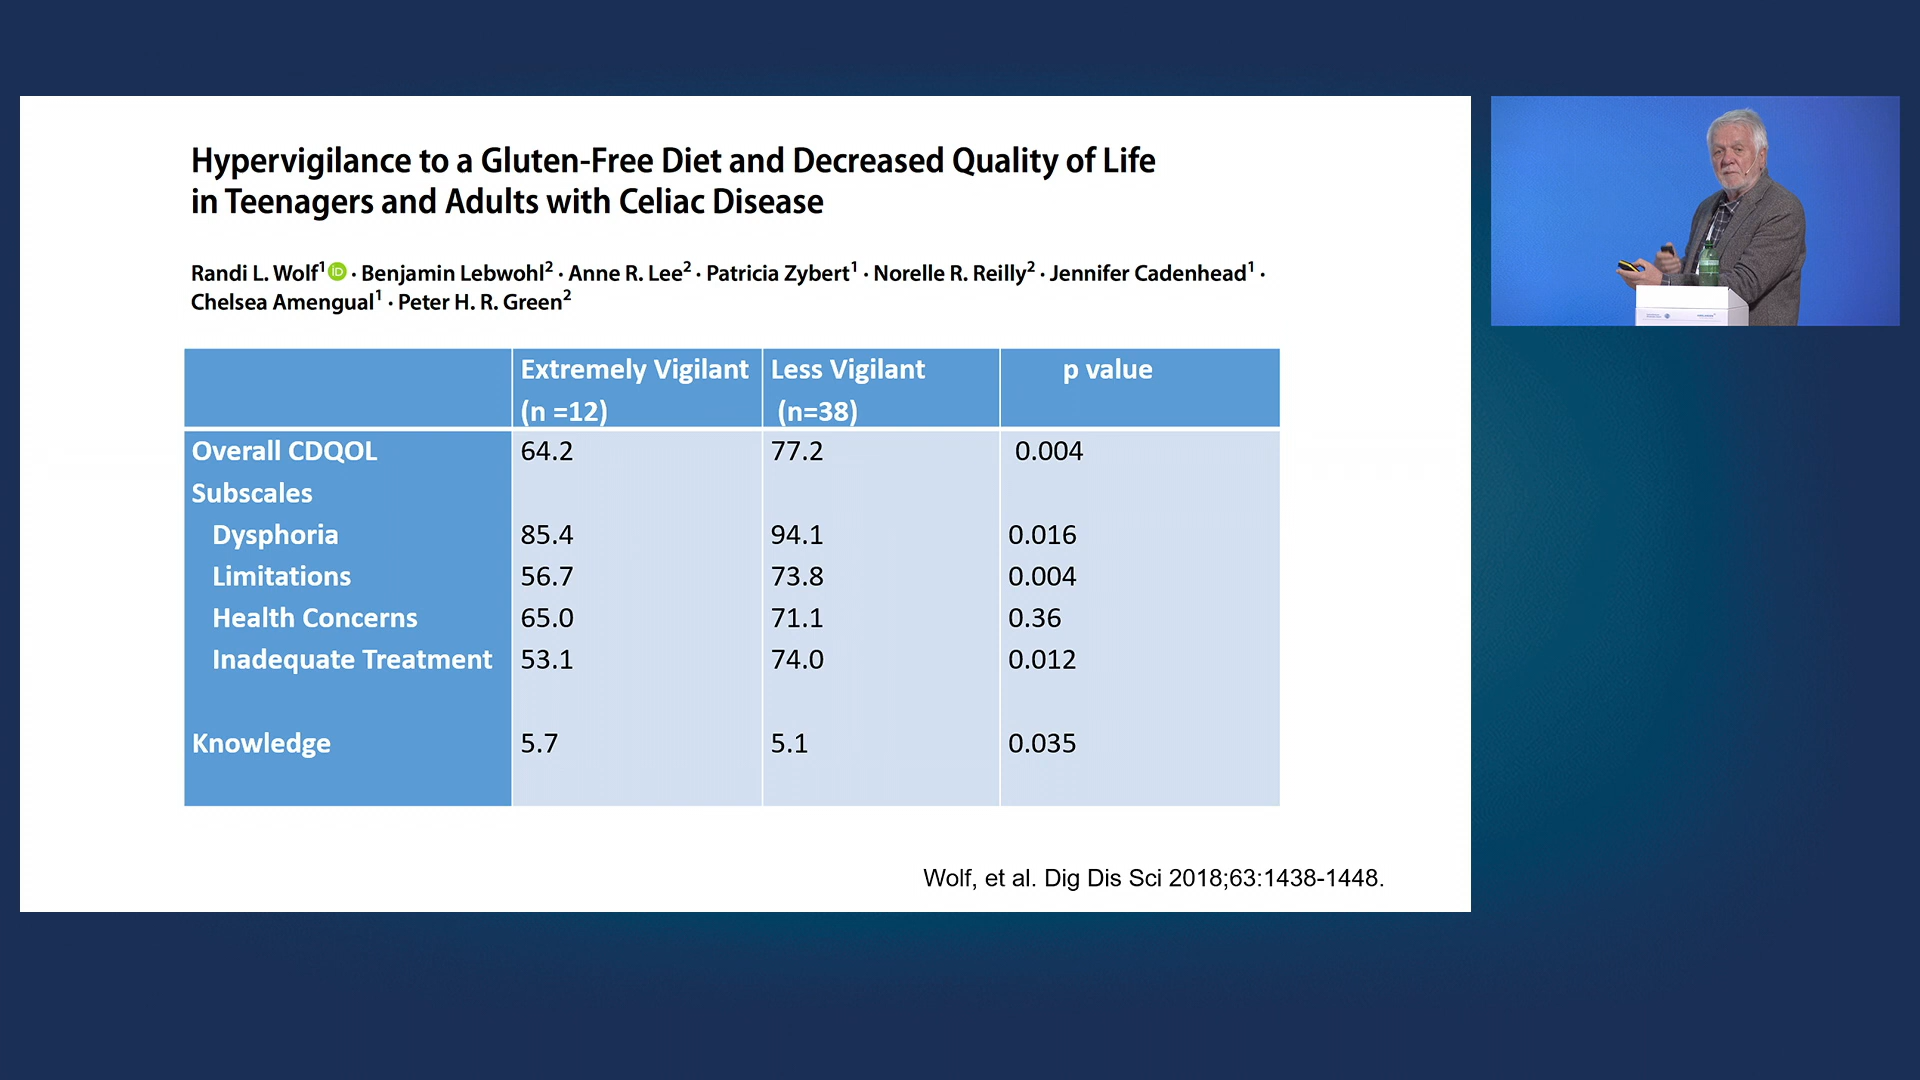 Hypervigilance to a Gluten-Free Diet and Decreased Quality of Life
in Teenagers and Adults with Celiac Disease
Randi L. Wolf1 iD · Benjamin Lebwohl2 · Anne R. Lee2 · Patricia Zybert1 · Norelle R. Reilly2 · Jennifer Cadenhead1 ·
Chelsea Amengual1 · Peter H. R. Green2
Extremely Vigilant Less Vigilant p value
(n =12) (n=38)
Overall CDQOL 64.2 77.2 0.004
Subscales
Dysphoria 85.4 94.1 0.016
Limitations 56.7 73.8 0.004
Health Concerns 65.0 71.1 0.36
Inadequate Treatment 53.1 74.0 0.012
Knowledge 5.7 5.1 0.035
Wolf, et al. Dig Dis Sci 2018;63:1438-1448.